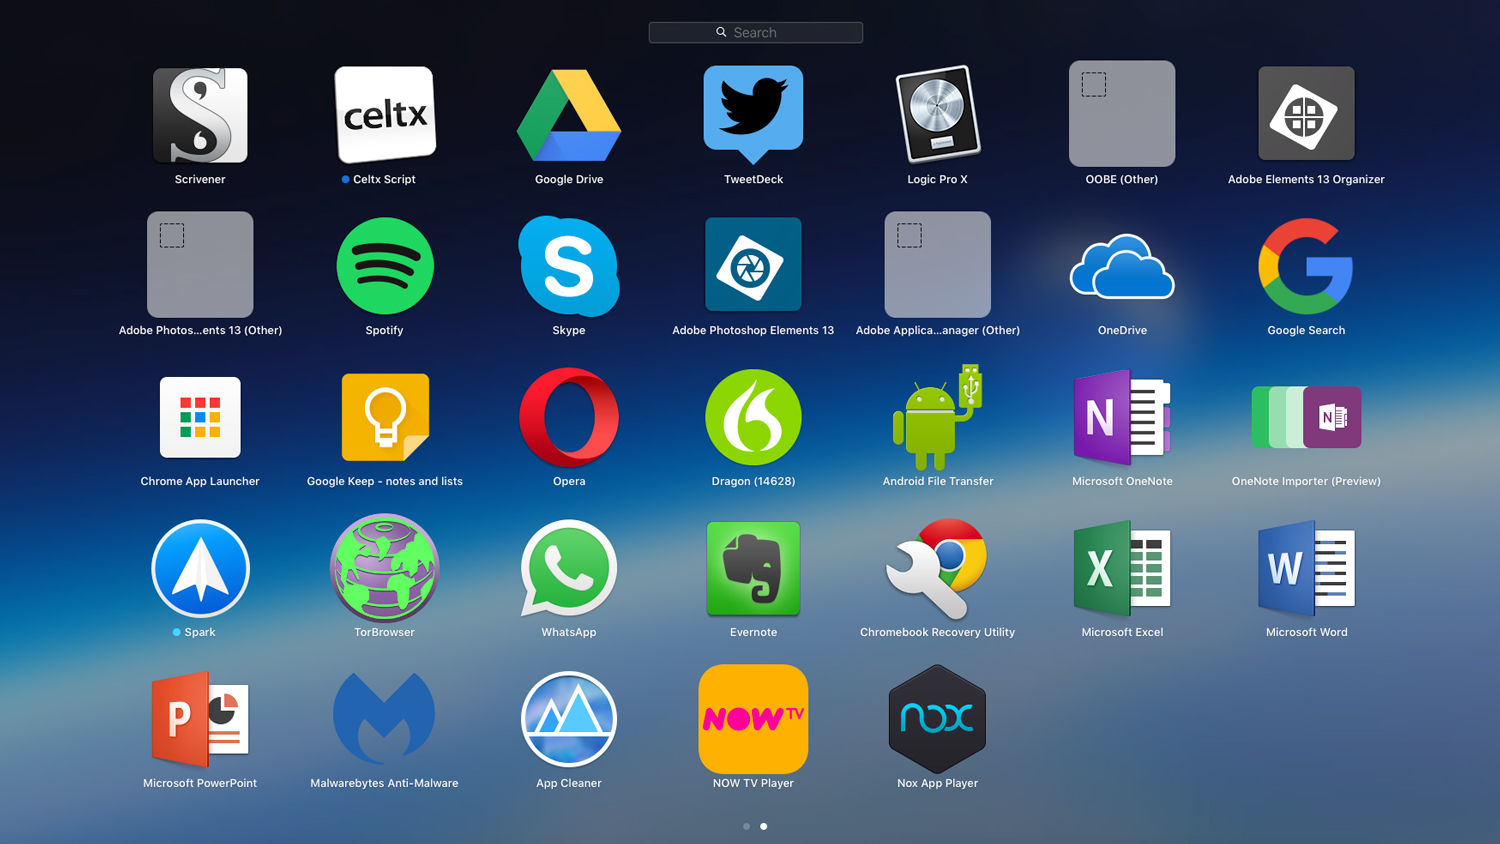 Search
S
celtx
Scrivener
Celtx Script
Google Drive
TweetDeck
Logic Pro X
OOBE (Other)
Adobe Elements 13 Organizer
S
G
Adobe Photos...ents 13 (Other)
Spotify
Skype
Adobe Photoshop Elements 13
Adobe Applica...anager (Other)
OneDrive
Google Search
N
N
Chrome App Launcher
Google Keep - notes and lists
Opera
Dragon (14628)
Android File Transfer
Microsoft OneNote
OneNote Importer (Preview)
X
W
Spark
TorBrowser
WhatsApp
Evernote
Chromebook Recovery Utility
Microsoft Excel
Microsoft Word
P
NOW TV
nox
Microsoft PowerPoint
Malwarebytes Anti-Malware
App Cleaner
NOW TV Player
Nox App Player